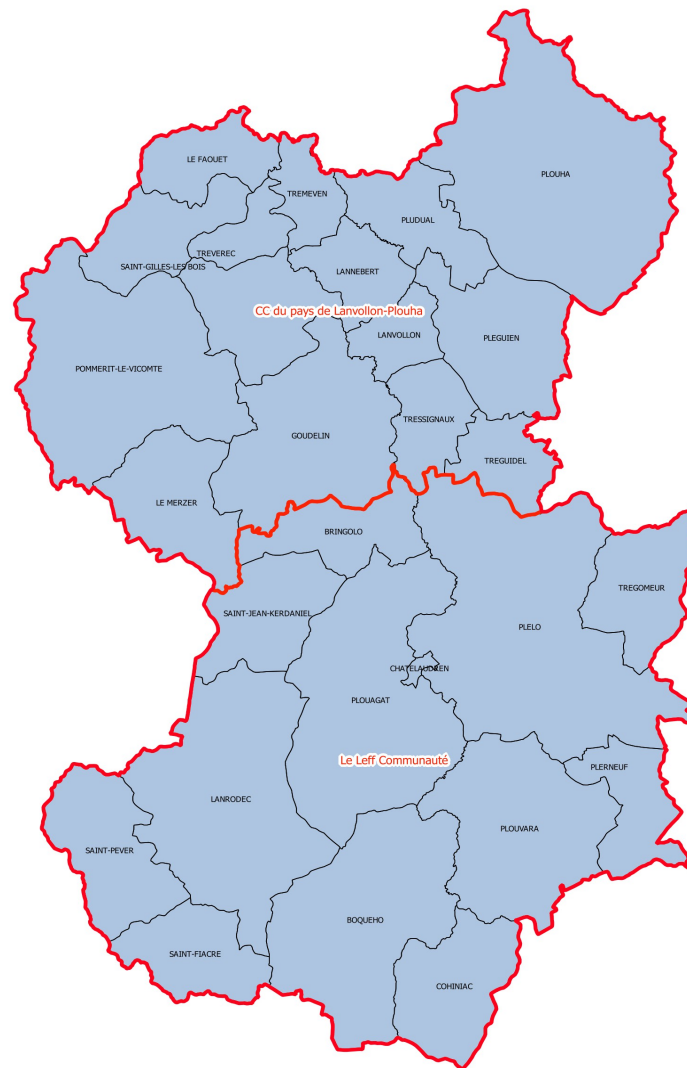 LE FAOUET
PLOUHA
TREMEVEN
PLUDUAL
TREVEREC
SAINT-GILLES-LES BOIS
LANNEBERT
CC du pays de Lanvollon-Plouha
LANVOLLON
PLEGUIEN
POMMERIT-LE-VICOMTE
TRESSIGNAUX
GOUDELIN
TREGUIDEL
LE MERZER
BRINGOLO
TREGOMEUR
SAINT-JEAN-KERDANIEL
PLELO
CHATELAUDREN
PLOUAGAT
Le Leff Communauté
PLERNEUF
LANRODEC
PLOUVARA
SAINT-PEVER
BOQUEHO
SAINT-FIACRE
COHINIAC